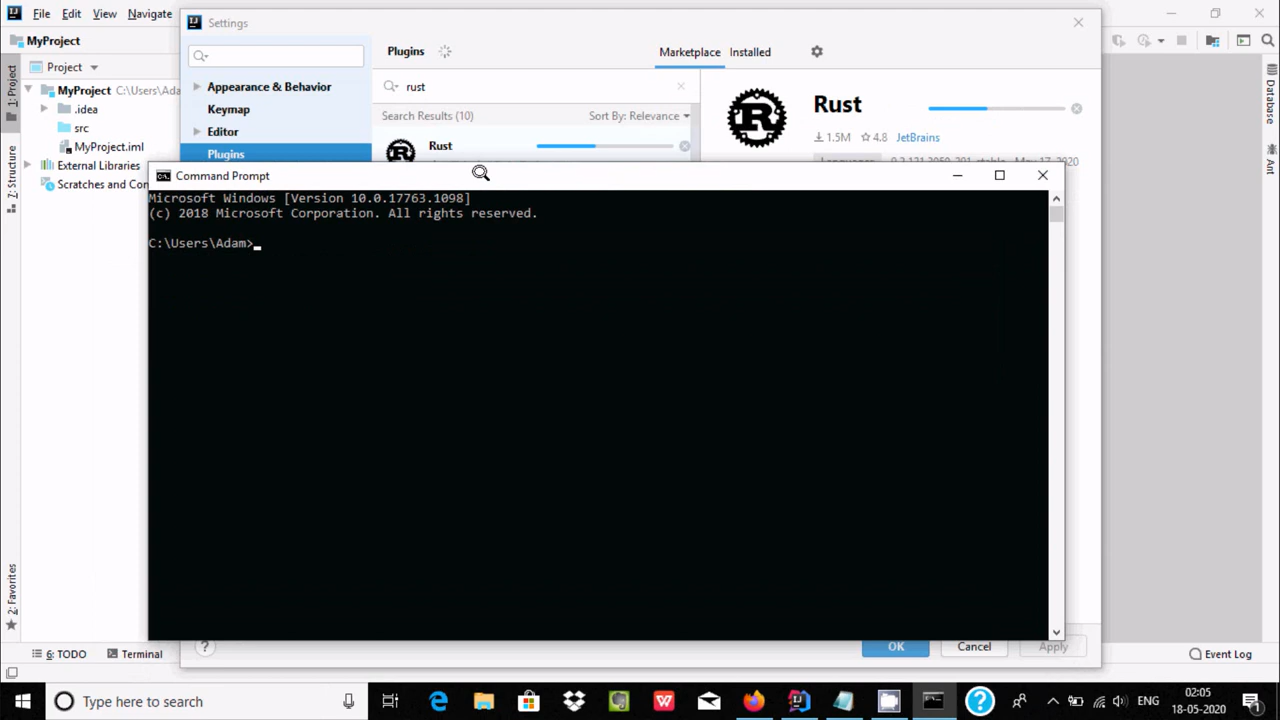 File Edit View Navigate
Settings
MyProject
Plugins
Marketplace
Installed
1: Project
Project
MyProject C:\Users\Ada
.idea
src
MyProject.iml
External Libraries
Scratches and Con
Z: Structure
2: Favorites
Appearance & Behavior
Keymap
Editor
Plugins
rust
Search Results (10)
Sort By: Relevance
Rust
Rust
1.5M 4.8 JetBrains
Database
Ant
Command Prompt
Microsoft Windows [Version 10.0.17763.1098]
(c) 2018 Microsoft Corporation. All rights reserved.
C:\Users\Adam>
?
OK
Cancel
Apply
6: TODO
Terminal
Event Log
Type here to search
ENG
02:05
18-05-2020
1